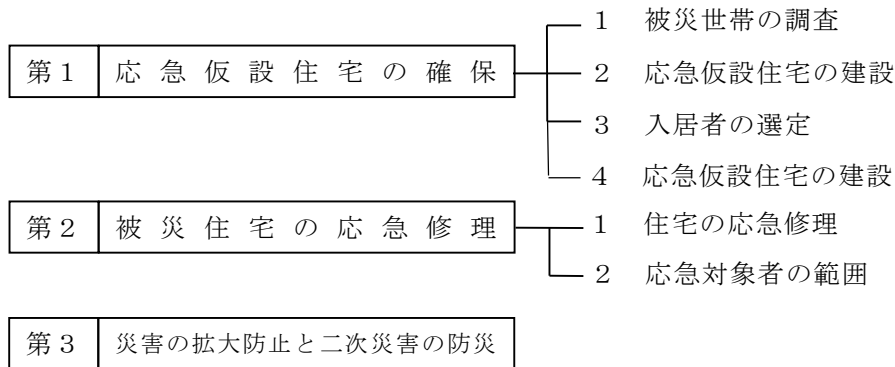 1 被災世帯の調査
第1 応急仮設住宅の確保
2 応急仮設住宅の建設
3 入居者の選定
4 応急仮設住宅の建設
第2 被災住宅の応急修理
1 住宅の応急修理
2 応急対象者の範囲
第3 災害の拡大防止と二次災害の防災